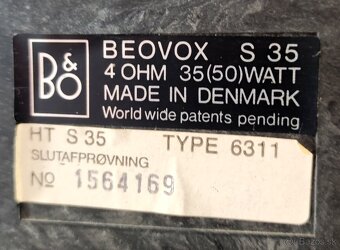 B&O
BEOVOX S 35
4 OHM 35(50)WATT
MADE IN DENMARK
World wide patents pending
HT S 35 TYPE 6311
SLUTAFPRØVNING
No 1564169